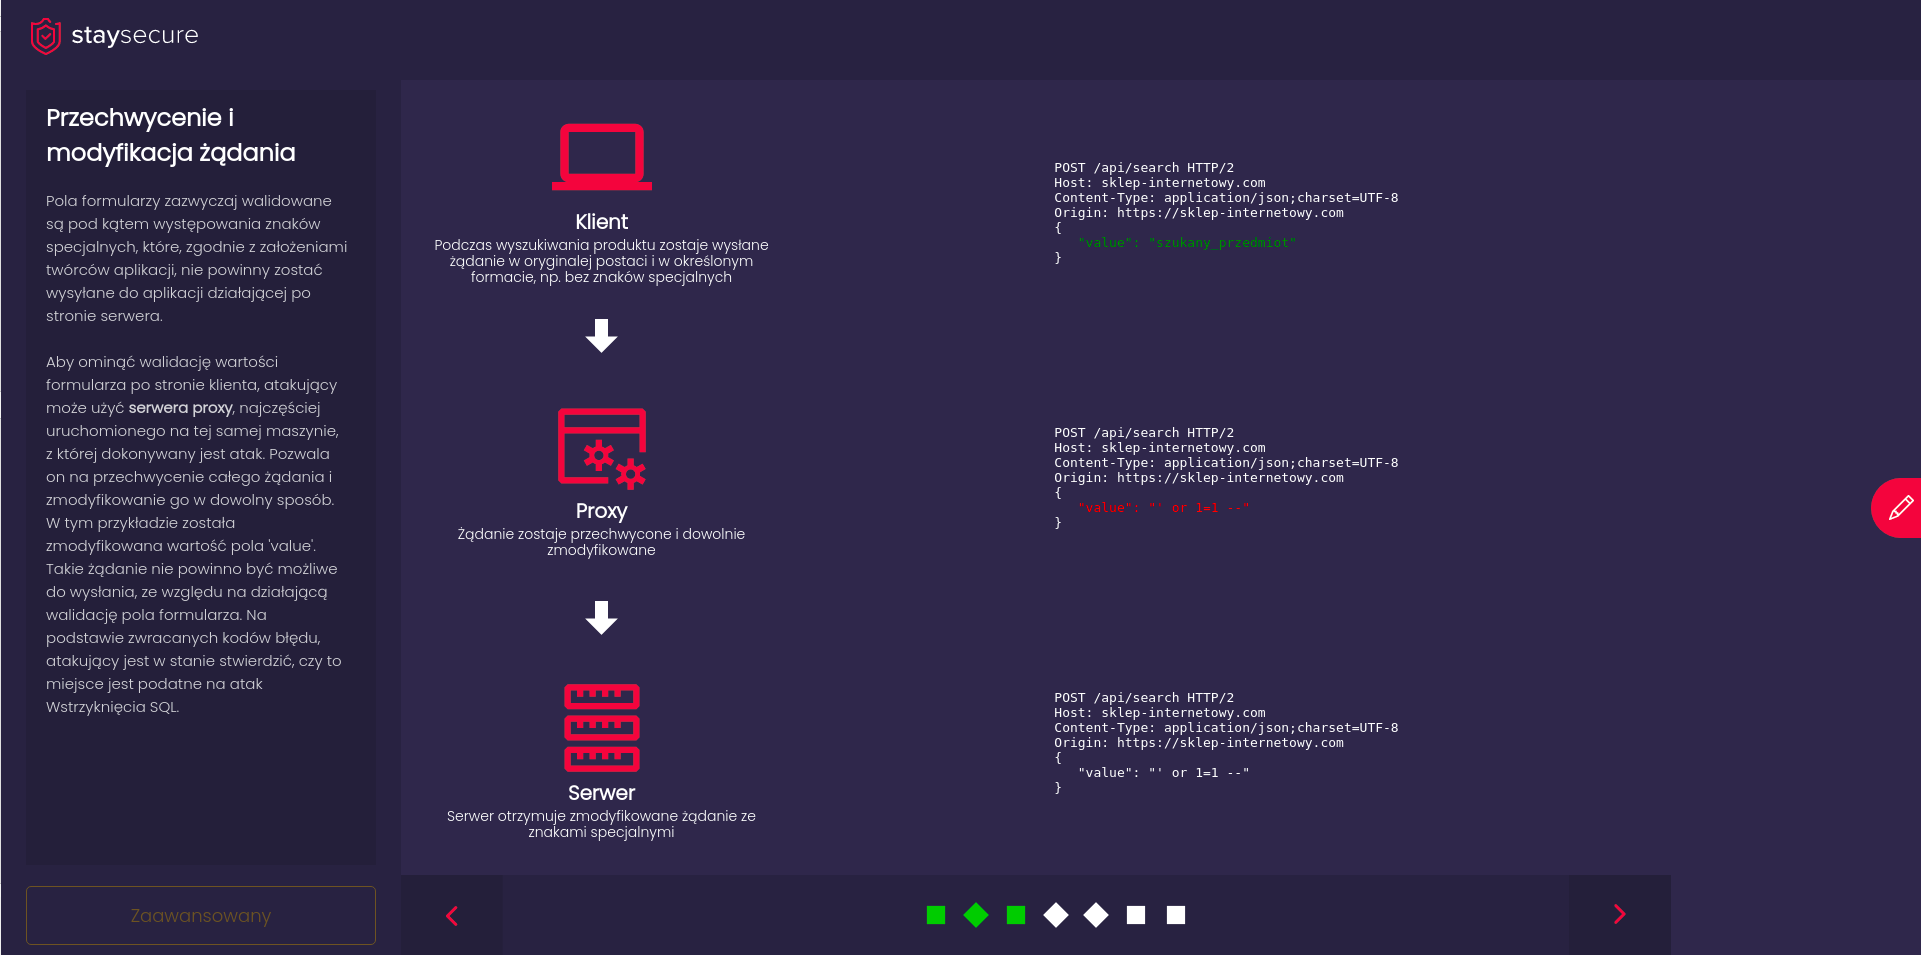 staysecure
Przechwycenie i
modyfikacja żądania
Pola formularzy zazwyczaj walidowane
są pod kątem występowania znaków
specjalnych, które, zgodnie z założeniami
twórców aplikacji, nie powinny zostać
wysyłane do aplikacji działającej po
stronie serwera.
Aby ominąć walidację wartości
formularza po stronie klienta, atakujący
może użyć serwera proxy, najczęściej
uruchomionego na tej samej maszynie,
z której dokonywany jest atak. Pozwala
on na przechwycenie całego żądania i
zmodyfikowanie go w dowolny sposób.
W tym przykładzie została
zmodyfikowana wartość pola 'value'.
Takie żądanie nie powinno być możliwe
do wysłania, ze względu na działającą
walidację pola formularza. Na
podstawie zwracanych kodów błędu,
atakujący jest w stanie stwierdzić, czy to
miejsce jest podatne na atak
Wstrzyknięcia SQL.
Zaawansowany
Klient
Podczas wyszukiwania produktu zostaje wysłane
żądanie w oryginalej postaci i w określonym
formacie, np. bez znaków specjalnych
POST /api/search HTTP/2
Host: sklep-internetowy.com
Content-Type: application/json;charset=UTF-8
Origin: https://sklep-internetowy.com
{
"value": "szukany_przedmiot"
}
Proxy
Żądanie zostaje przechwycone i dowolnie
zmodyfikowane
POST /api/search HTTP/2
Host: sklep-internetowy.com
Content-Type: application/json;charset=UTF-8
Origin: https://sklep-internetowy.com
{
"value": "' or 1=1 --"
}
Serwer
Serwer otrzymuje zmodyfikowane żądanie ze
znakami specjalnymi
POST /api/search HTTP/2
Host: sklep-internetowy.com
Content-Type: application/json;charset=UTF-8
Origin: https://sklep-internetowy.com
{
"value": "' or 1=1 --"
}